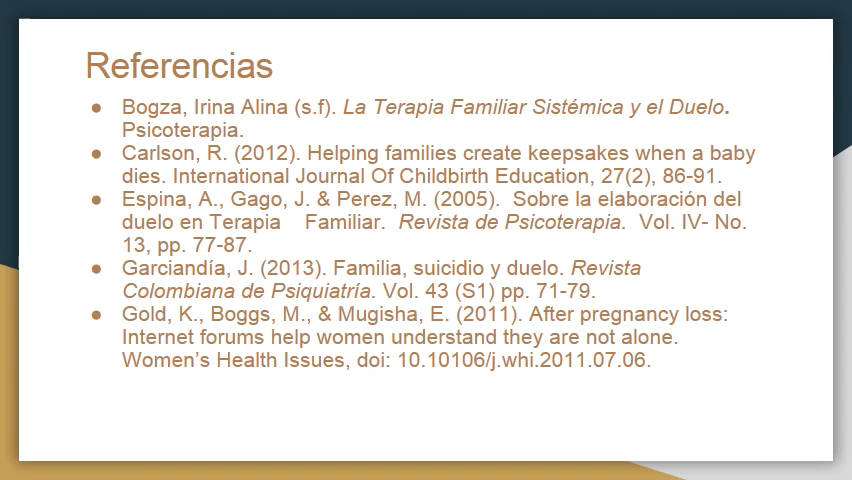 Referencias
● Bogza, Irina Alina (s.f). La Terapia Familiar Sistémica y el Duelo.
Psicoterapia.
● Carlson, R. (2012). Helping families create keepsakes when a baby
dies. International Journal Of Childbirth Education, 27(2), 86-91.
● Espina, A., Gago, J. & Perez, M. (2005). Sobre la elaboración del
duelo en Terapia Familiar. Revista de Psicoterapia. Vol. IV- No.
13, pp. 77-87.
● Garciandía, J. (2013). Familia, suicidio y duelo. Revista
Colombiana de Psiquiatría. Vol. 43 (S1) pp. 71-79.
● Gold, K., Boggs, M., & Mugisha, E. (2011). After pregnancy loss:
Internet forums help women understand they are not alone.
Women’s Health Issues, doi: 10.10106/j.whi.2011.07.06.